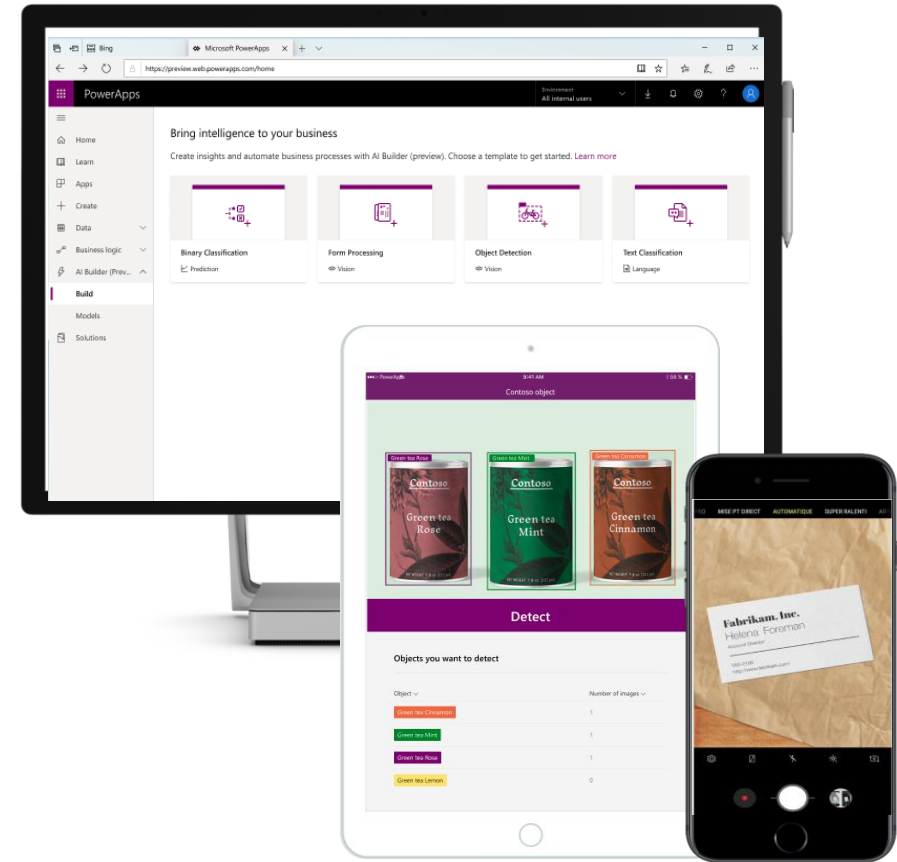 Bing
Microsoft PowerApps
https://preview.web.powerapps.com/home
PowerApps
Environment
All internal users
Home
Learn
Apps
Create
Data
Business logic
AI Builder (Prev...
Build
Models
Solutions
Bring intelligence to your business
Create insights and automate business processes with AI Builder (preview). Choose a template to get started. Learn more
Binary Classification
Prediction
Form Processing
Vision
Object Detection
Vision
Text Classification
Language
PowerApps
9:41 AM
Contoso object
Green tea Rose
Green tea Mint
Green tea Cinnamon
Contoso
Green tea
Rose
Contoso
Green tea
Mint
Contoso
Green tea
Cinnamon
Detect
Objects you want to detect
Object
Number of images
Green tea Cinnamon
1
Green tea Mint
1
Green tea Rose
1
Green tea Lemon
0
MISE PT DIRECT
AUTOMATIQUE
SUPER RALENTI
Fabrikam, Inc.
Helena Foreman
Account Director
http://www.fabrikam.com/